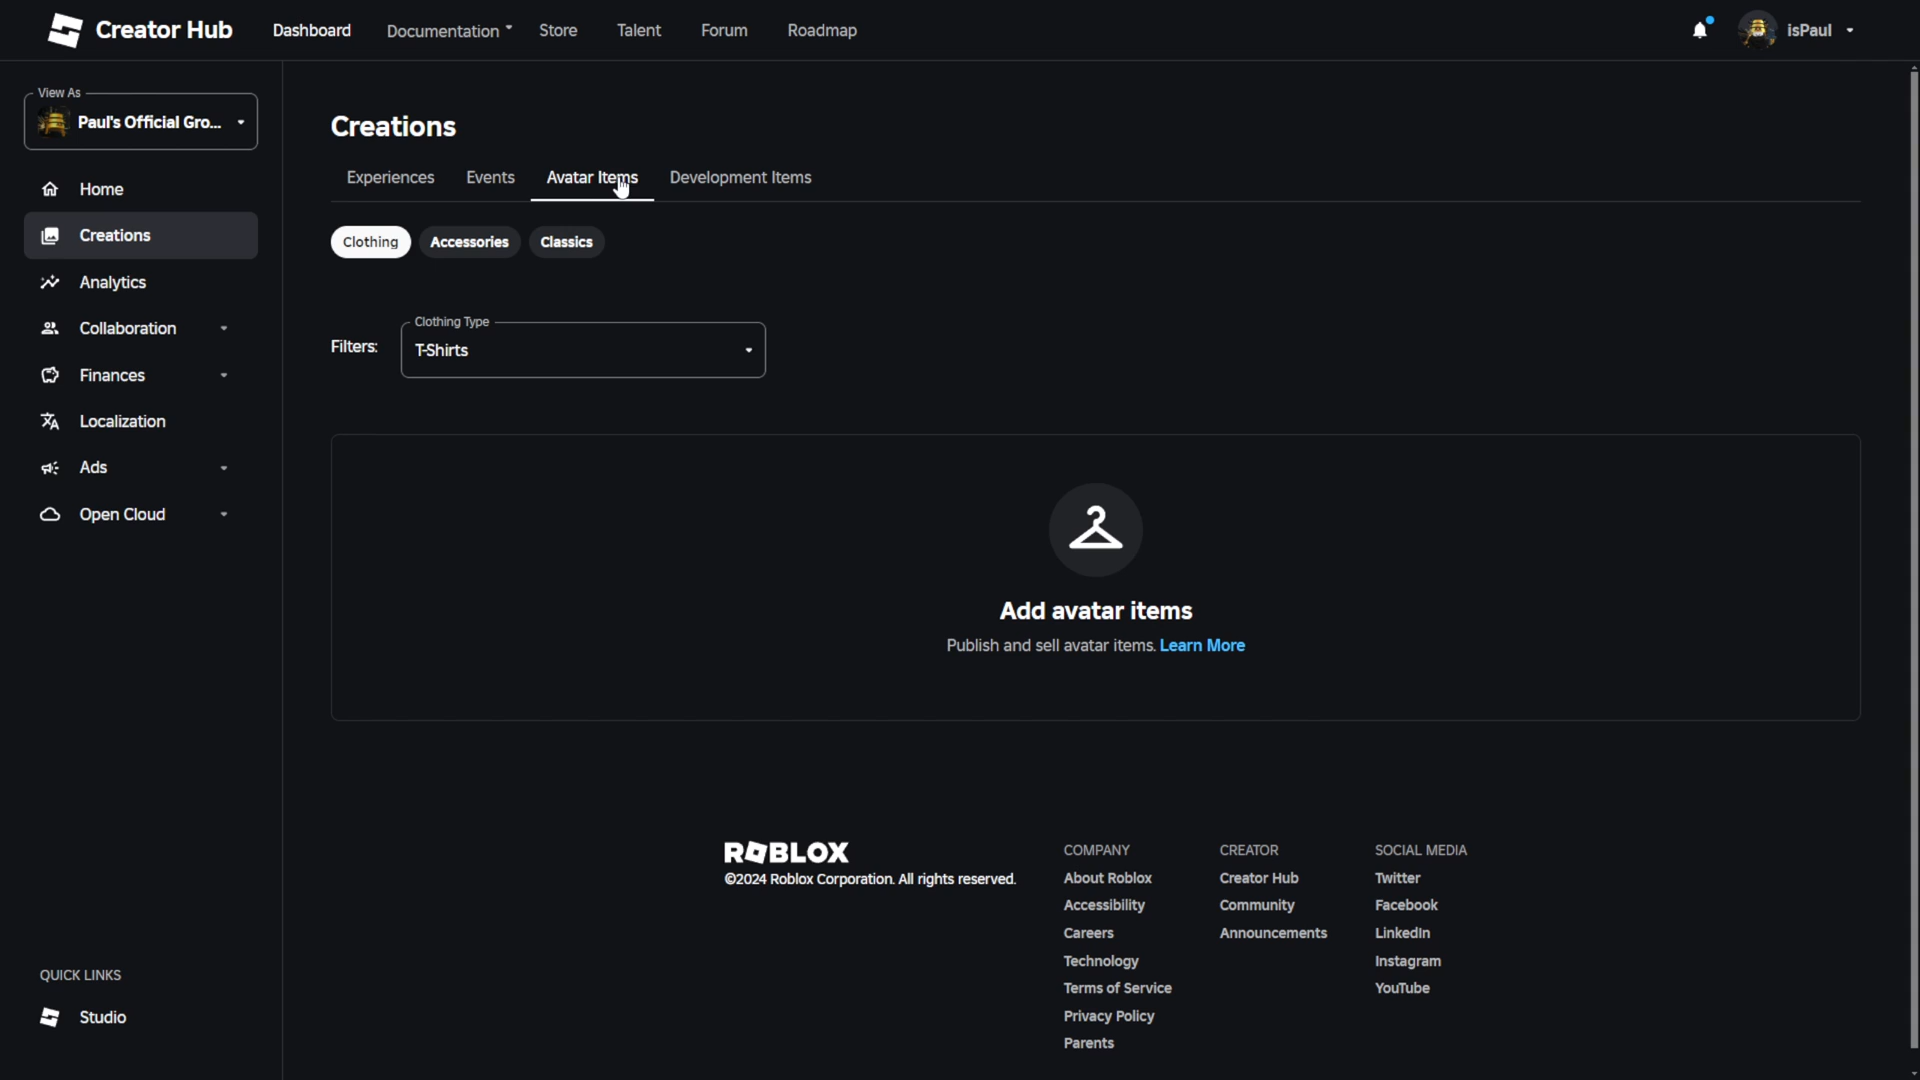 Creator Hub
Dashboard
Documentation
Store
Talent
Forum
Roadmap
isPaul
View As
Paul's Official Gro...
Home
Creations
Analytics
Collaboration
Finances
Localization
Ads
Open Cloud
QUICK LINKS
Studio
Creations
Experiences
Events
Avatar Items
Development Items
Clothing
Accessories
Classics
Filters:
Clothing Type
T-Shirts
Add avatar items
Publish and sell avatar items. Learn More
ROBLOX
©2024 Roblox Corporation. All rights reserved.
COMPANY
About Roblox
Accessibility
Careers
Technology
Terms of Service
Privacy Policy
Parents
CREATOR
Creator Hub
Community
Announcements
SOCIAL MEDIA
Twitter
Facebook
LinkedIn
Instagram
YouTube